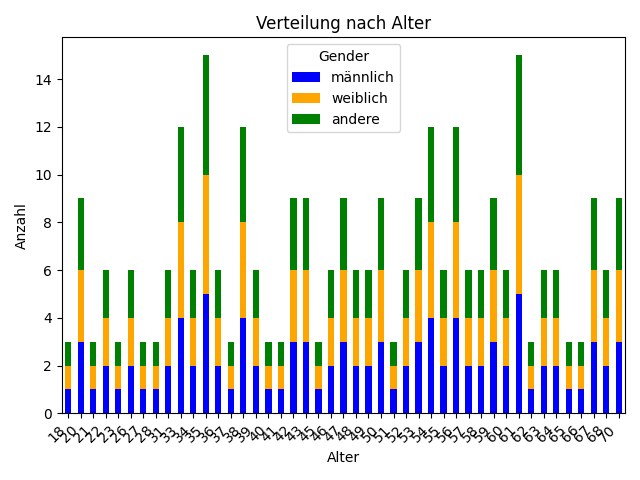 Verteilung nach Alter
Gender
männlich
weiblich
andere
Anzahl
14
12
10
8
6
4
2
0
18 20 21 22 23 26 27 28 31 33 34 35 36 37 38 39 40 41 42 43 45 46 47 48 49 50 51 52 53 54 55 56 57 58 59 60 61 62 63 64 65 66 67 68 70
Alter